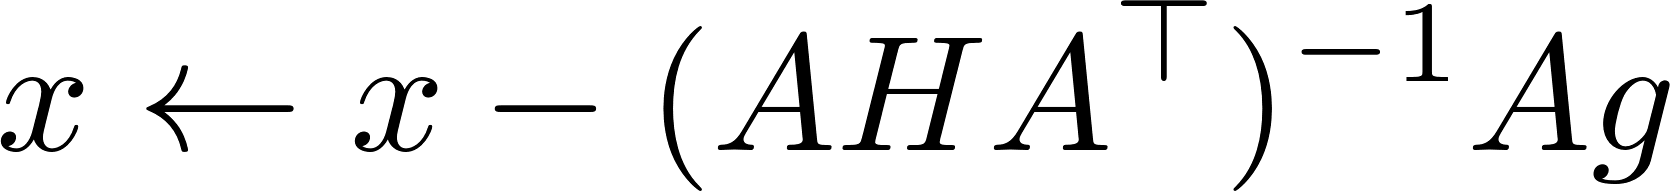 x ← x − (AHA^⊤)^{−1} Ag